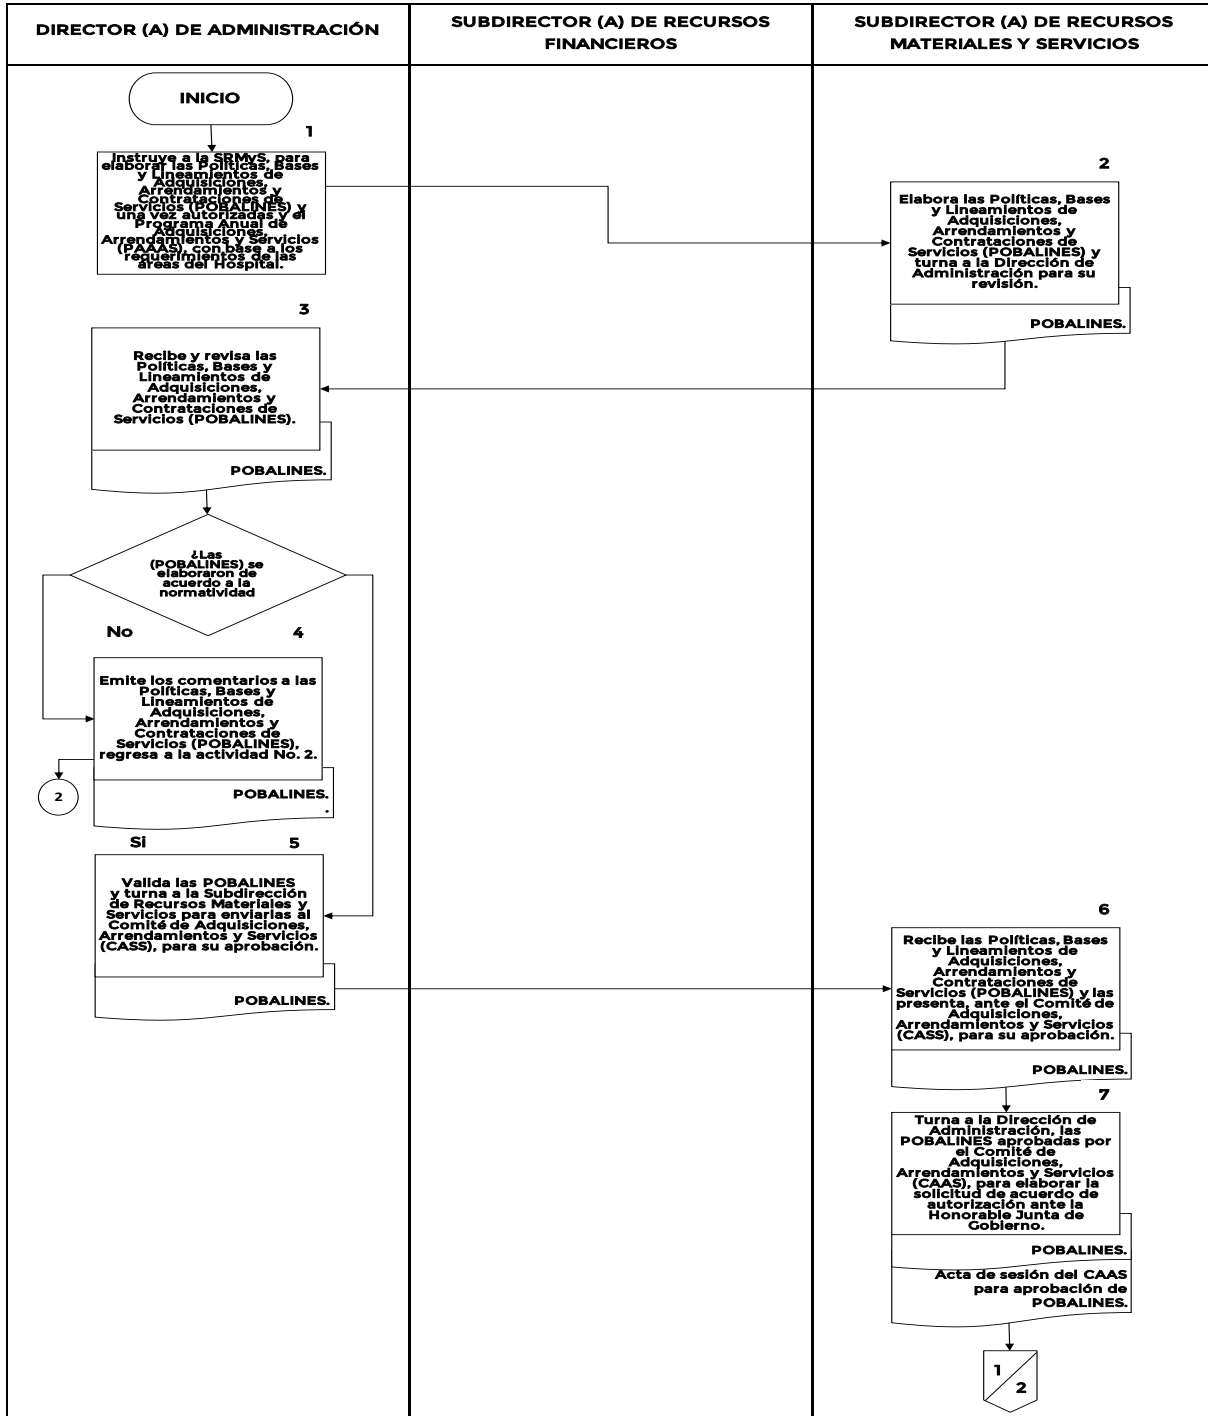 DIRECTOR (A) DE ADMINISTRACIÓN
SUBDIRECTOR (A) DE RECURSOS
FINANCIEROS
SUBDIRECTOR (A) DE RECURSOS
MATERIALES Y SERVICIOS
INICIO
1
Instruye a la SRMyS, para
elaborar las Políticas, Bases
y Lineamientos de
Adquisiciones,
Arrendamientos y
Contrataciones de
Servicios (POBALINES) y
una vez autorizadas y el
Programa Anual de
Adquisiciones,
Arrendamientos y Servicios
(PAAAS), con base a los
requerimientos de las
áreas del Hospital.
2
Elabora las Políticas, Bases
y Lineamientos de
Adquisiciones,
Arrendamientos y
Contrataciones de
Servicios (POBALINES) y
turna a la Dirección de
Administración para su
revisión.
POBALINES.
3
Recibe y revisa las
Políticas, Bases y
Lineamientos de
Adquisiciones,
Arrendamientos y
Contrataciones de
Servicios (POBALINES).
POBALINES.
¿Las
(POBALINES) se
elaboraron de
acuerdo a la
normatividad
No
4
Emite los comentarios a las
Políticas, Bases y
Lineamientos de
Adquisiciones,
Arrendamientos y
Contrataciones de
Servicios (POBALINES),
regresa a la actividad No. 2.
2
POBALINES.
.
Si
5
Valida las POBALINES
y turna a la Subdirección
de Recursos Materiales y
Servicios para enviarlas al
Comité de Adquisiciones,
Arrendamientos y Servicios
(CASS), para su aprobación.
POBALINES.
6
Recibe las Políticas, Bases
y Lineamientos de
Adquisiciones,
Arrendamientos y
Contrataciones de
Servicios (POBALINES) y las
presenta, ante el Comité de
Adquisiciones,
Arrendamientos y Servicios
(CASS), para su aprobación.
POBALINES.
7
Turna a la Dirección de
Administración, las
POBALINES aprobadas por
el Comité de
Adquisiciones,
Arrendamientos y Servicios
(CAAS), para elaborar la
solicitud de acuerdo de
autorización ante la
Honorable Junta de
Gobierno.
POBALINES.
Acta de sesión del CAAS
para aprobación de
POBALINES.
1
2